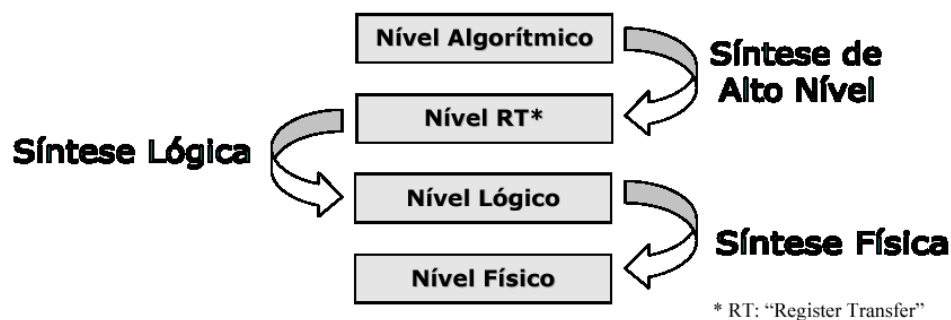 Nível Algorítmico
Síntese de
Alto Nível
Nível RT*
Síntese Lógica
Nível Lógico
Síntese Física
Nível Físico
* RT: “Register Transfer”